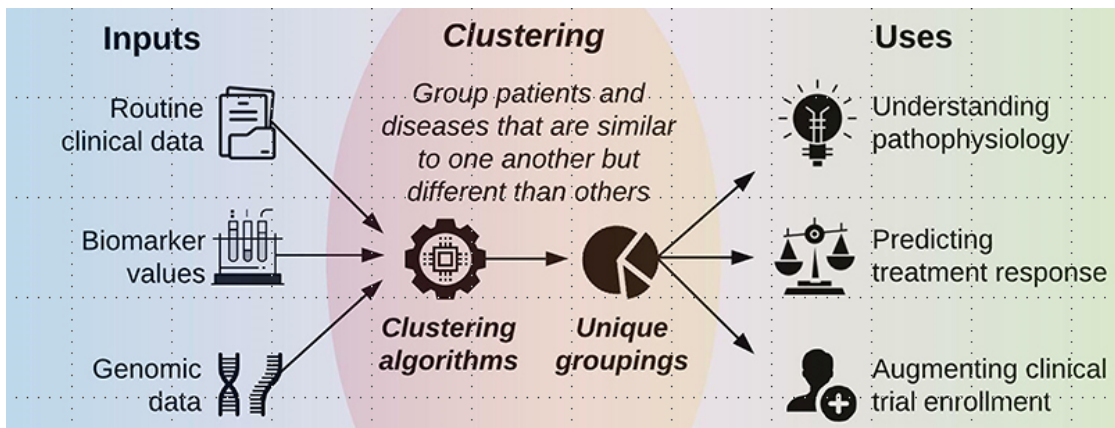 Inputs
Routine
clinical data
Biomarker
values
Genomic
data
Clustering
Group patients and
diseases that are similar
to one another but
different than others
Clustering
algorithms
Unique
groupings
Uses
Understanding
pathophysiology
Predicting
treatment response
Augmenting clinical
trial enrollment